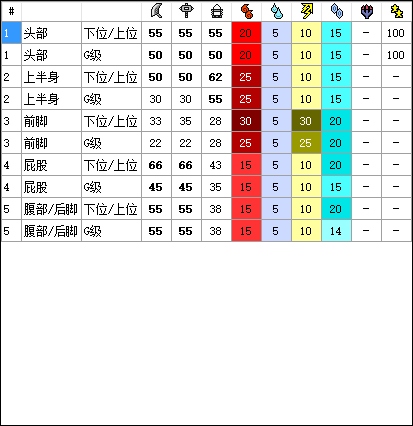 #
1 头部 下位/上位 55 55 55 20 5 10 15 – 100
1 头部 G级 50 50 50 20 5 10 15 – 100
2 上半身 下位/上位 50 50 62 25 5 10 15 – –
2 上半身 G级 30 30 55 25 5 10 15 – –
3 前脚 下位/上位 33 35 28 30 5 30 20 – –
3 前脚 G级 22 22 28 25 5 25 20 – –
4 屁股 下位/上位 66 66 43 15 5 10 20 – –
4 屁股 G级 45 45 35 15 5 10 15 – –
5 腹部/后脚 下位/上位 55 55 38 15 5 10 20 – –
5 腹部/后脚 G级 55 55 38 15 5 10 14 – –